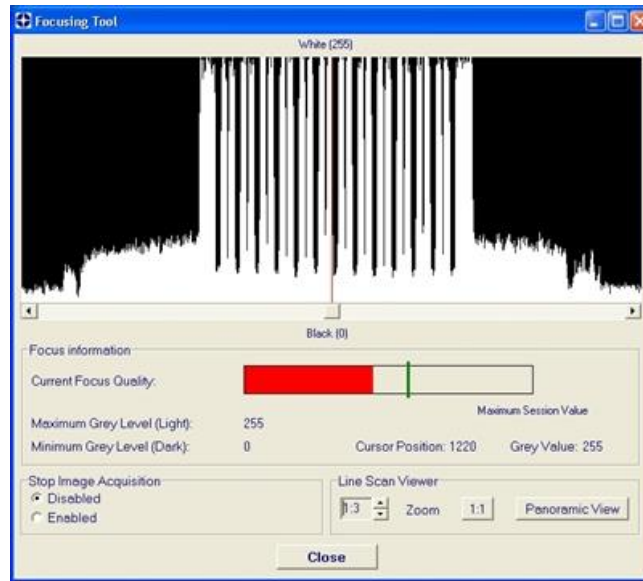 Focusing Tool
White (255)
Black (0)
Focus information
Current Focus Quality:
Maximum Session Value
Maximum Grey Level (Light): 255
Minimum Grey Level (Dark): 0 Cursor Position: 1220 Grey Value: 255
Stop Image Acquisition Line Scan Viewer
Disabled
1:3 Zoom 1:1 Panoramic View
Enabled
Close